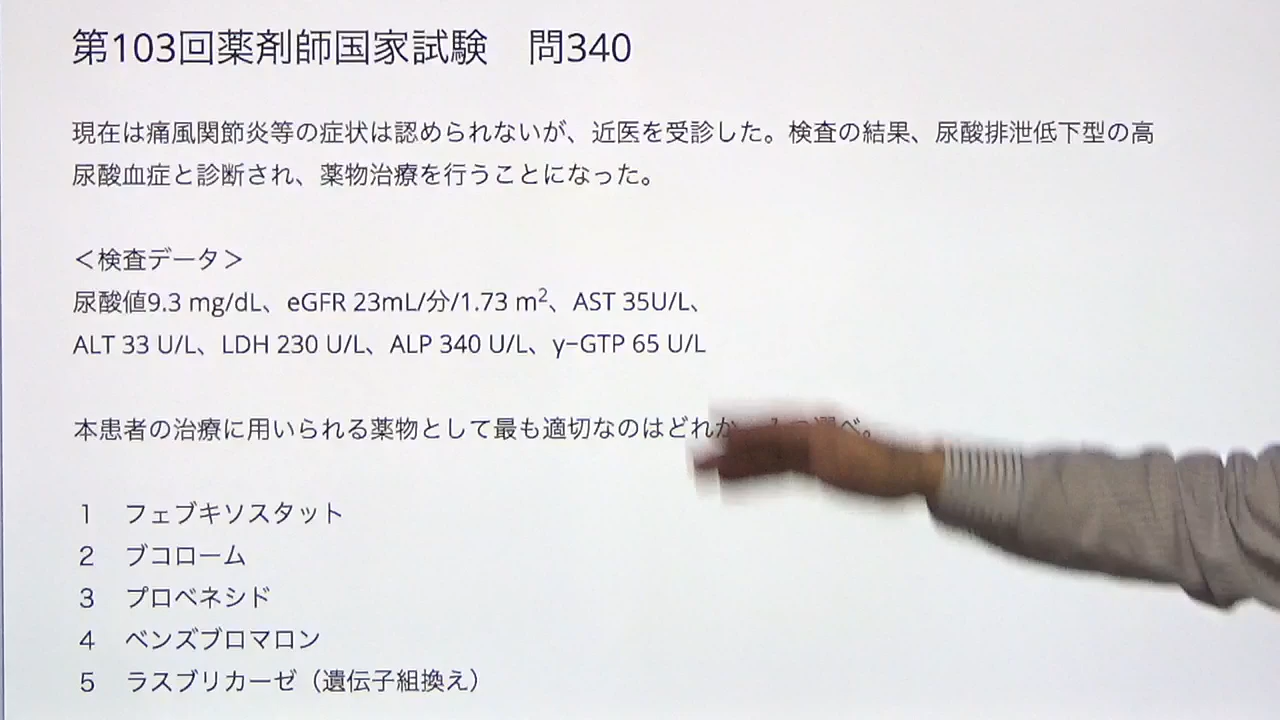 第103回薬剤師国家試験　問340
現在は痛風関節炎等の症状は認められないが、近医を受診した。検査の結果、尿酸排泄低下型の高
尿酸血症と診断され、薬物治療を行うことになった。
＜検査データ＞
尿酸値9.3 mg/dL、eGFR 23mL/分/1.73 m²、AST 35U/L、
ALT 33 U/L、LDH 230 U/L、ALP 340 U/L、γ−GTP 65 U/L
本患者の治療に用いられる薬物として最も適切なのはどれか 選べ。
1　フェブキソスタット
2　ブコローム
3　プロベネシド
4　ベンズブロマロン
5　ラスブリカーゼ（遺伝子組換え）